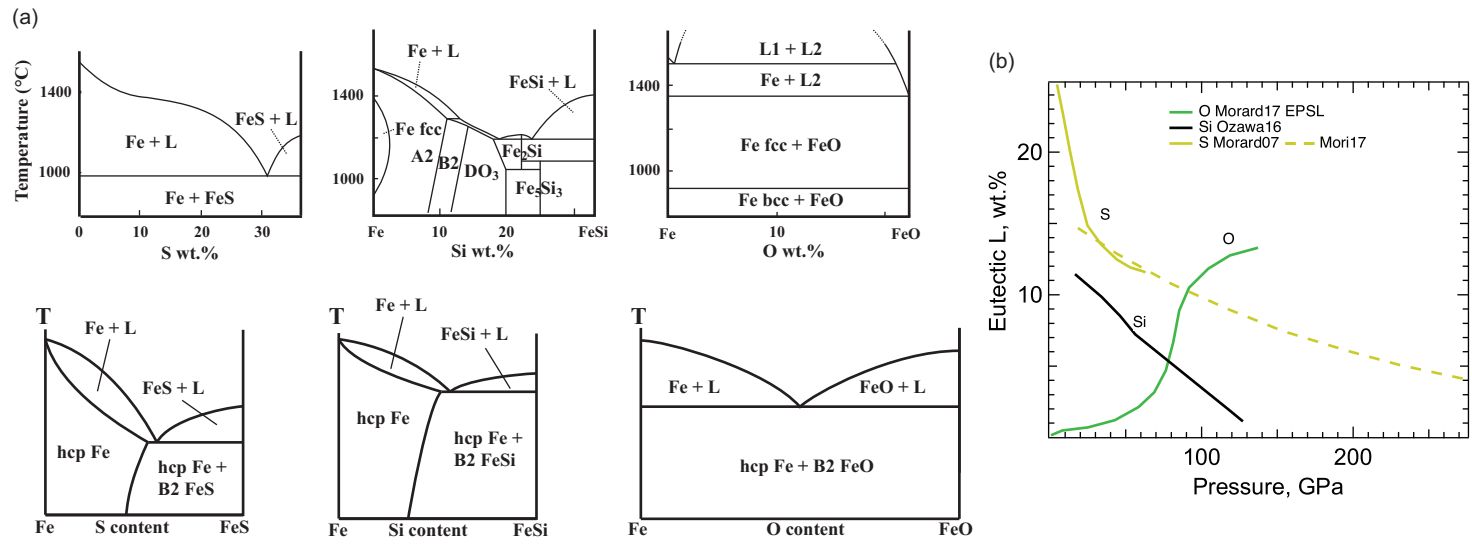 (a)
Temperature (°C)
1400
1000
Fe + L
FeS + L
Fe + FeS
0
10
20
30
S wt.%
Fe + L
FeSi + L
1400
1000
Fe fcc
A2
B2
DO₃
Fe₂Si
Fe₅Si₃
Fe
10
20
FeSi
Si wt.%
L1 + L2
Fe + L2
1400
1000
Fe fcc + FeO
Fe bcc + FeO
Fe
10
FeO
O wt.%
T
Fe + L
FeS + L
hcp Fe
hcp Fe +
B2 FeS
Fe
S content
FeS
T
Fe + L
FeSi + L
hcp Fe
hcp Fe +
B2 FeSi
Fe
Si content
FeSi
T
Fe + L
FeO + L
hcp Fe + B2 FeO
Fe
O content
FeO
(b)
Eutectic L, wt.%
20
10
O Morard17 EPSL
Si Ozawa16
S Morard07
Mori17
S
O
Si
100
200
Pressure, GPa